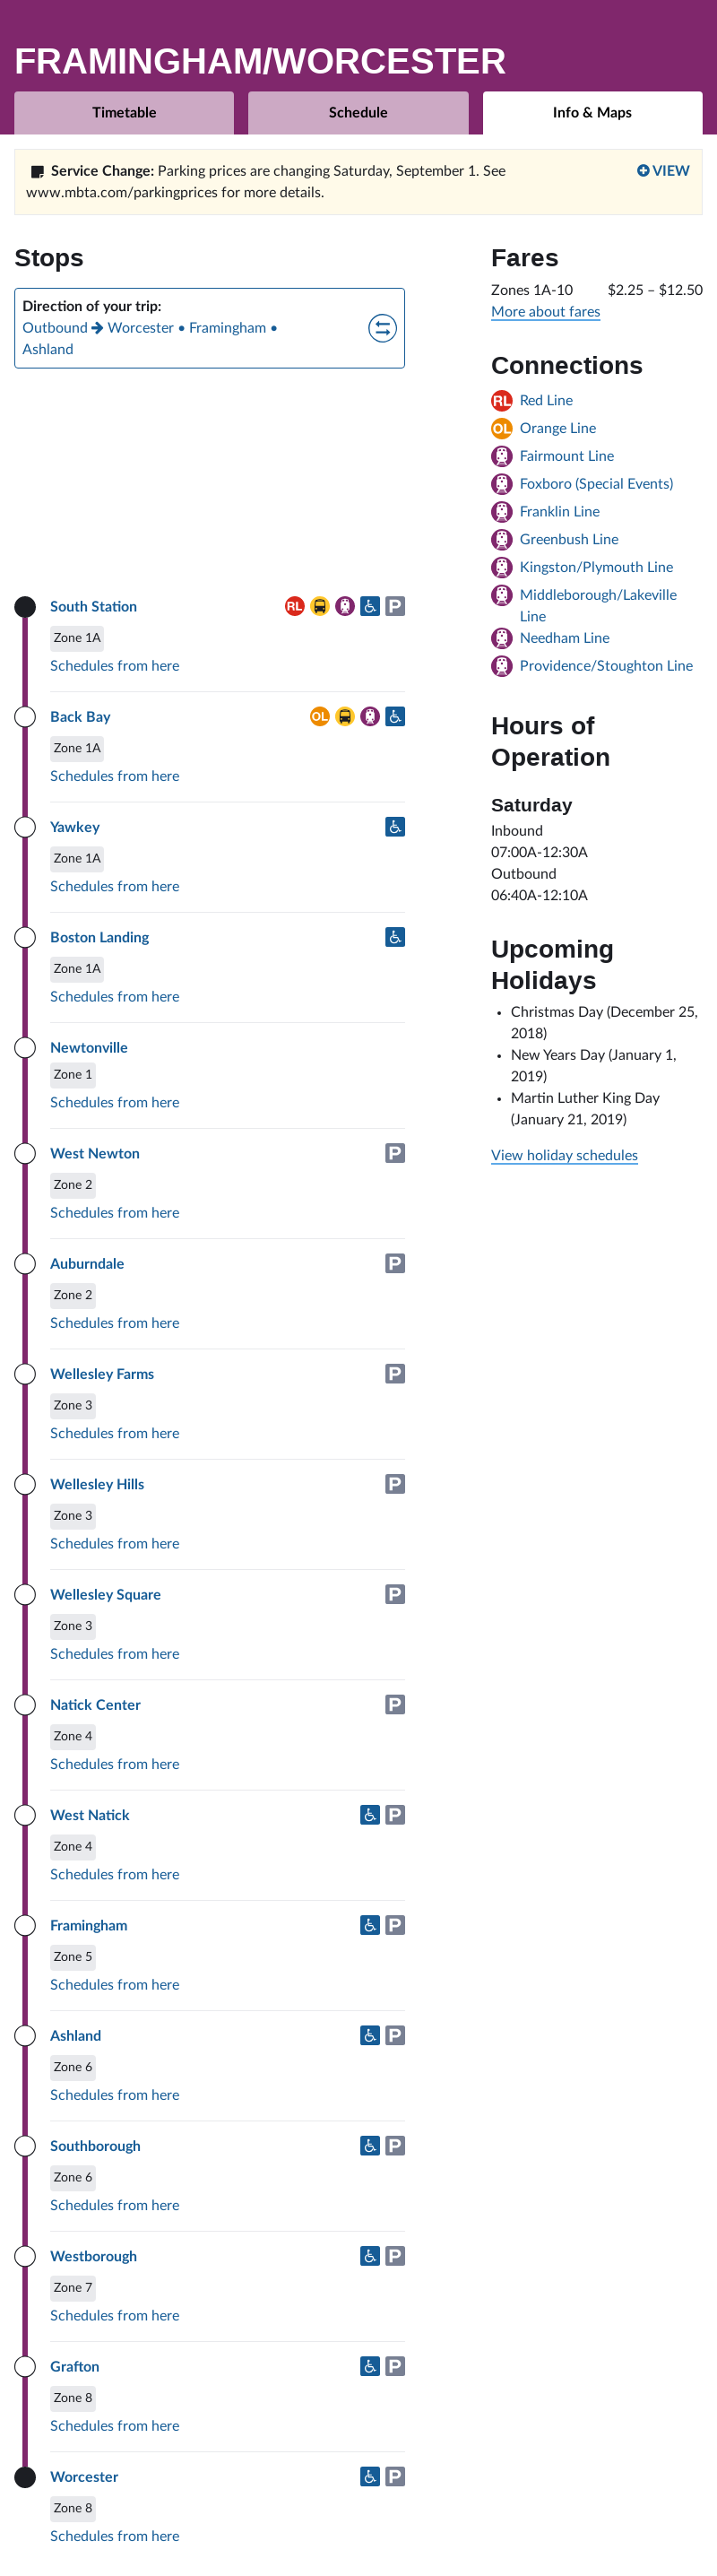 FRAMINGHAM/WORCESTER
Timetable
Schedule
Info & Maps
Service Change: Parking prices are changing Saturday, September 1. See
www.mbta.com/parkingprices for more details.
VIEW
Stops
Direction of your trip:
Outbound → Worcester • Framingham •
Ashland
South Station
RL
P
Zone 1A
Schedules from here
Back Bay
OL
Zone 1A
Schedules from here
Yawkey
Zone 1A
Schedules from here
Boston Landing
Zone 1A
Schedules from here
Newtonville
Zone 1
Schedules from here
West Newton
P
Zone 2
Schedules from here
Auburndale
P
Zone 2
Schedules from here
Wellesley Farms
P
Zone 3
Schedules from here
Wellesley Hills
P
Zone 3
Schedules from here
Wellesley Square
P
Zone 3
Schedules from here
Natick Center
P
Zone 4
Schedules from here
West Natick
P
Zone 4
Schedules from here
Framingham
P
Zone 5
Schedules from here
Ashland
P
Zone 6
Schedules from here
Southborough
P
Zone 6
Schedules from here
Westborough
P
Zone 7
Schedules from here
Grafton
P
Zone 8
Schedules from here
Worcester
P
Zone 8
Schedules from here
Fares
Zones 1A-10 $2.25 – $12.50
More about fares
Connections
RL Red Line
OL Orange Line
Fairmount Line
Foxboro (Special Events)
Franklin Line
Greenbush Line
Kingston/Plymouth Line
Middleborough/Lakeville
Line
Needham Line
Providence/Stoughton Line
Hours of
Operation
Saturday
Inbound
07:00A-12:30A
Outbound
06:40A-12:10A
Upcoming
Holidays
• Christmas Day (December 25,
2018)
• New Years Day (January 1,
2019)
• Martin Luther King Day
(January 21, 2019)
View holiday schedules